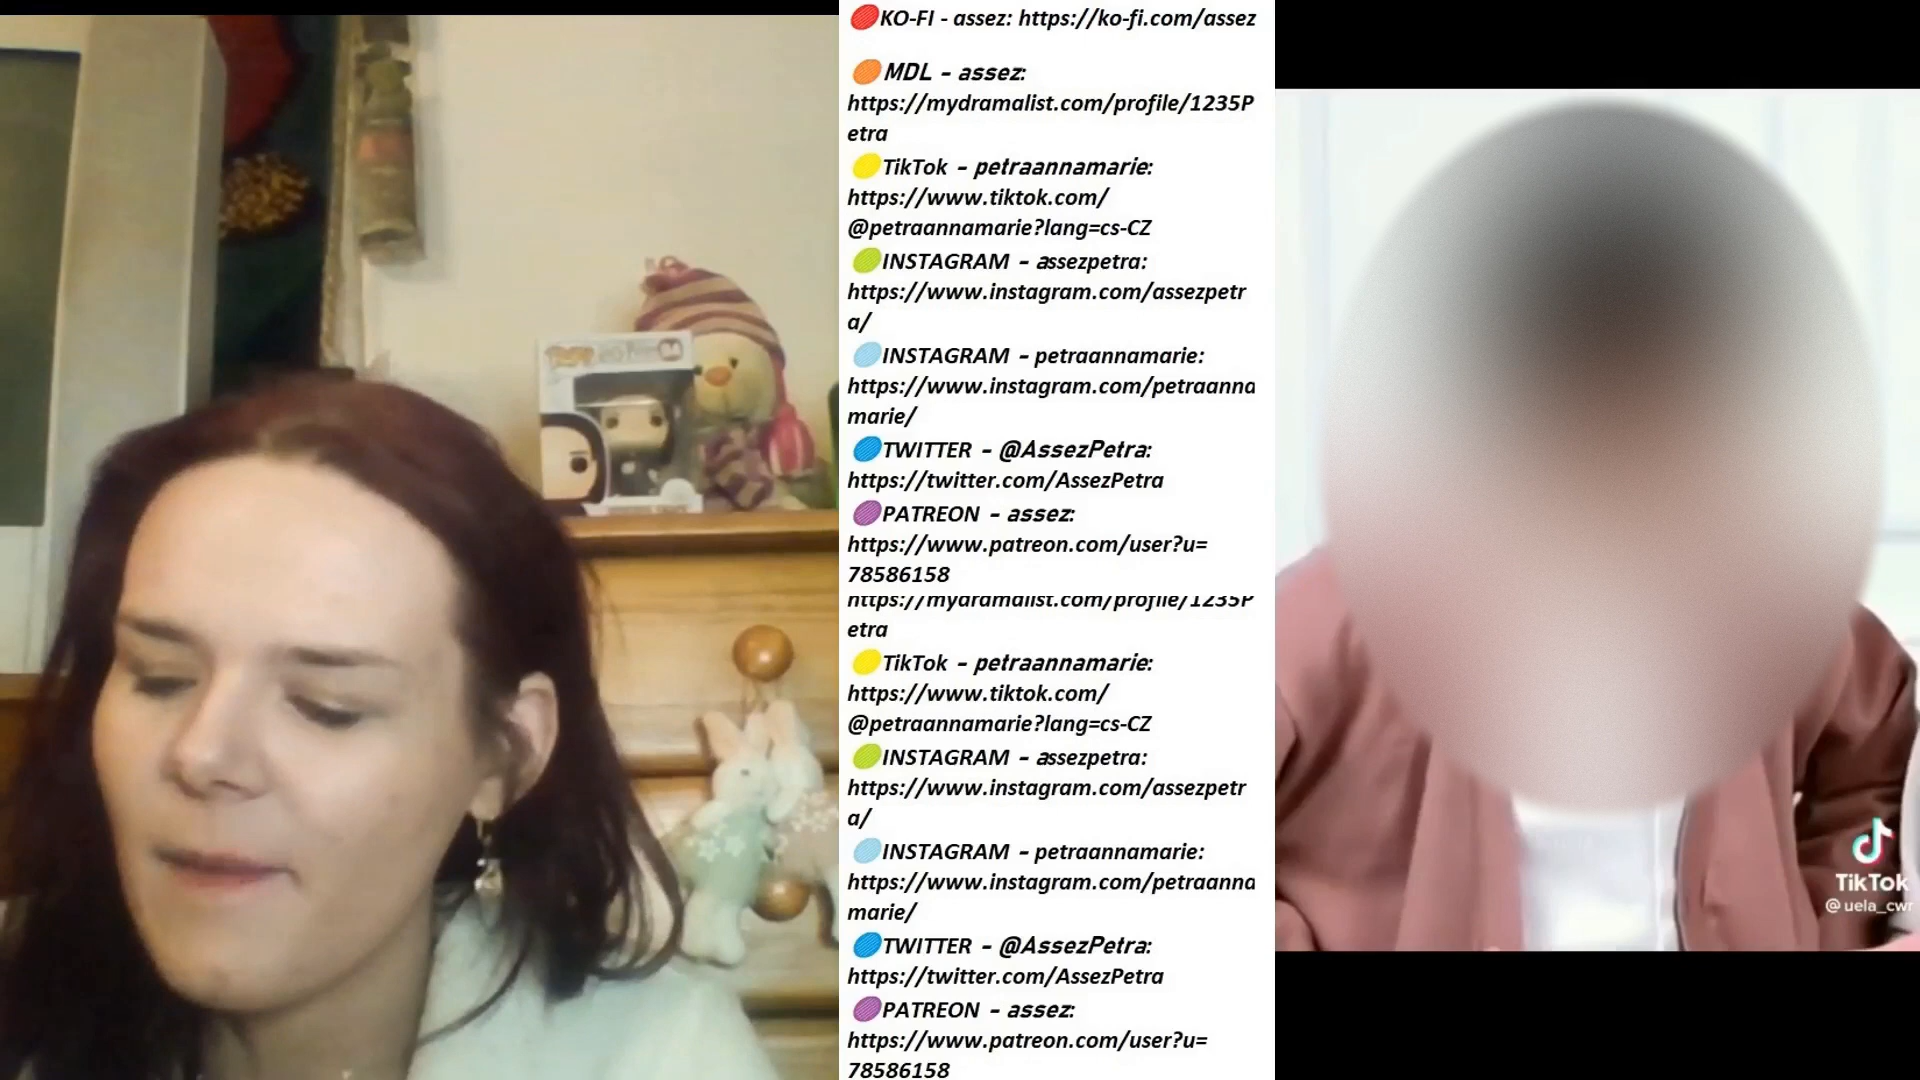 KO-FI - assez: https://ko-fi.com/assez
MDL - assez:
https://mydramalist.com/profile/1235P
etra
TikTok - petraannamarie:
https://www.tiktok.com/
@petraannamarie?lang=cs-CZ
INSTAGRAM - assezpetra:
https://www.instagram.com/assezpetr
a/
INSTAGRAM - petraannamarie:
https://www.instagram.com/petraanna
marie/
TWITTER - @AssezPetra:
https://twitter.com/AssezPetra
PATREON - assez:
https://www.patreon.com/user?u=
78586158
https://mydramalist.com/profile/1235P
etra
TikTok - petraannamarie:
https://www.tiktok.com/
@petraannamarie?lang=cs-CZ
INSTAGRAM - assezpetra:
https://www.instagram.com/assezpetr
a/
INSTAGRAM - petraannamarie:
https://www.instagram.com/petraanna
marie/
TWITTER - @AssezPetra:
https://twitter.com/AssezPetra
PATREON - assez:
https://www.patreon.com/user?u=
78586158
TikTok
@uela_cwr